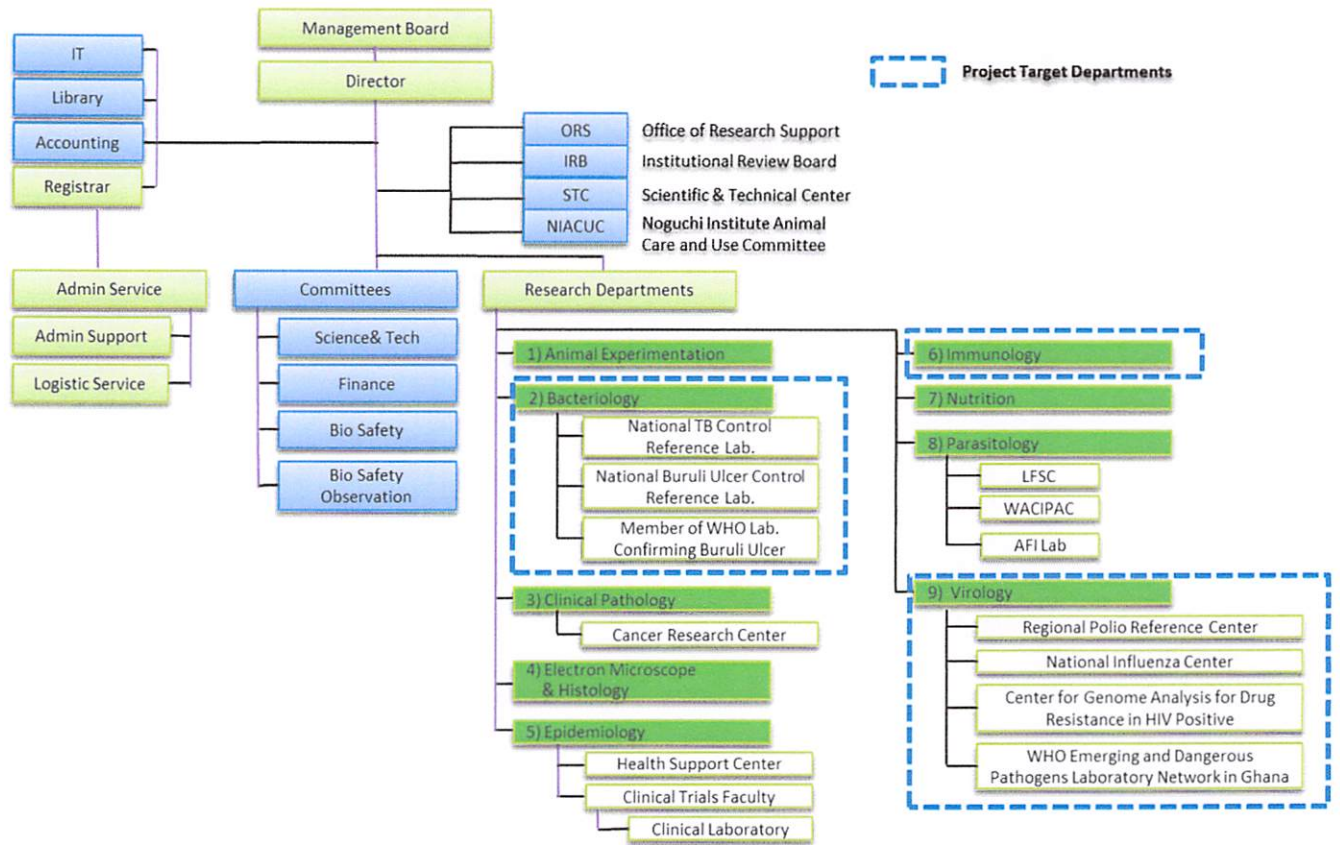 Management Board
Director
IT
Library
Accounting
Registrar
Project Target Departments
ORS Office of Research Support
IRB Institutional Review Board
STC Scientific & Technical Center
NIACUC Noguchi Institute Animal
Care and Use Committee
Admin Service
Admin Support
Logistic Service
Committees
Science& Tech
Finance
Bio Safety
Bio Safety
Observation
Research Departments
1) Animal Experimentation
2) Bacteriology
National TB Control
Reference Lab.
National Buruli Ulcer Control
Reference Lab.
Member of WHO Lab.
Confirming Buruli Ulcer
3) Clinical Pathology
Cancer Research Center
4) Electron Microscope
& Histology
5) Epidemiology
Health Support Center
Clinical Trials Faculty
Clinical Laboratory
6) Immunology
7) Nutrition
8) Parasitology
LFSC
WACIPAC
AFI Lab
9) Virology
Regional Polio Reference Center
National Influenza Center
Center for Genome Analysis for Drug
Resistance in HIV Positive
WHO Emerging and Dangerous
Pathogens Laboratory Network in Ghana